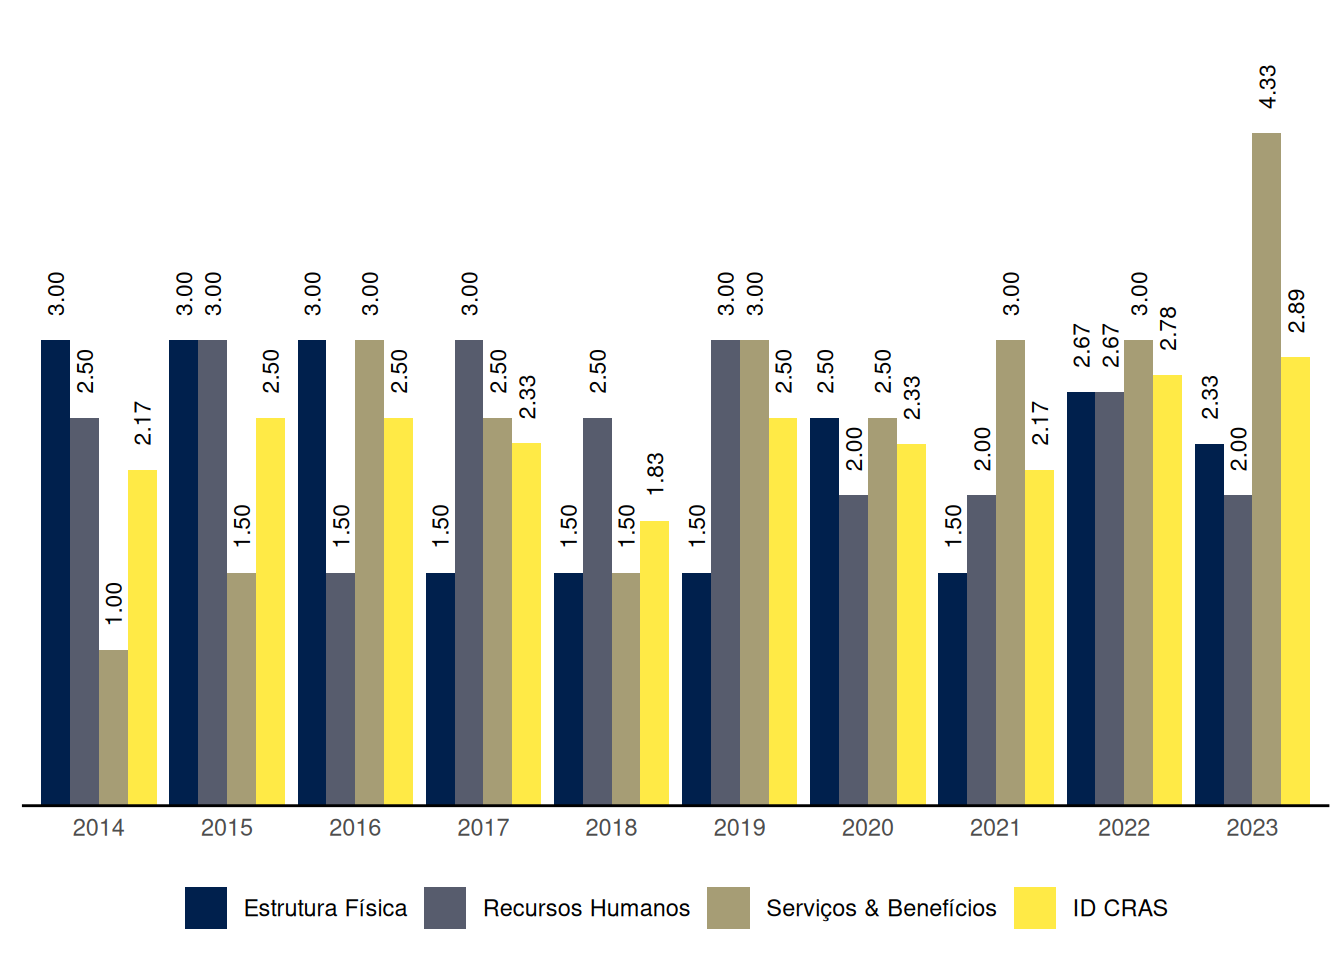 3.00 2.50 1.00 2.17
3.00 3.00 1.50 2.50
3.00 1.50 3.00 2.50
1.50 3.00 2.50 2.33
1.50 2.50 1.50 1.83
1.50 3.00 3.00 2.50
2.50 2.00 2.50 2.33
1.50 2.00 3.00 2.17
2.67 2.67 3.00 2.78
2.33 2.00 4.33 2.89
2014 2015 2016 2017 2018 2019 2020 2021 2022 2023
Estrutura Física Recursos Humanos Serviços & Benefícios ID CRAS